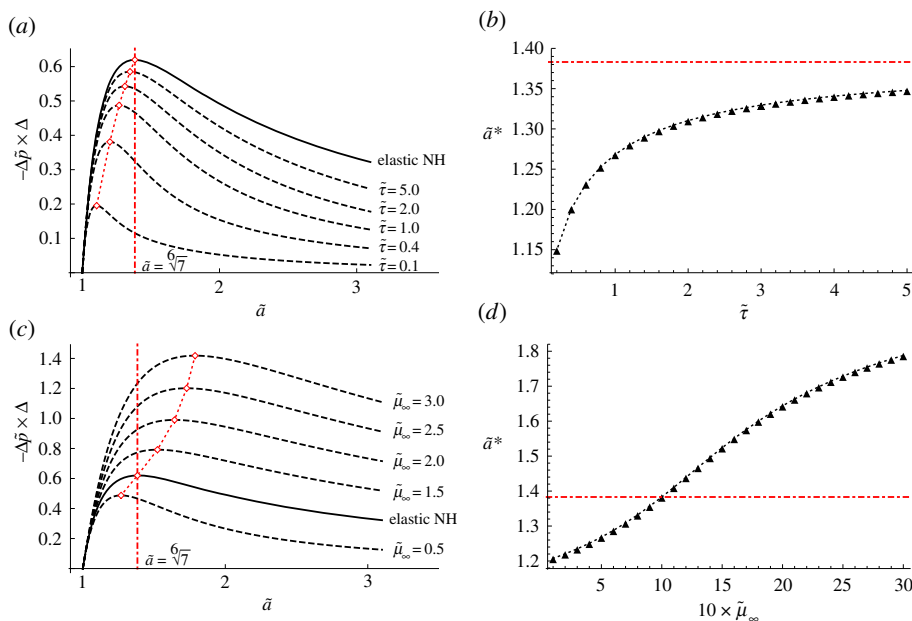 (a)
0.6
0.5
0.4
0.3
0.2
0.1
−Δp̃ × Δ
elastic NH
τ̃ = 5.0
τ̃ = 2.0
τ̃ = 1.0
τ̃ = 0.4
τ̃ = 0.1
ã = ⁶√7
1 2 3
ã
(b)
1.40
1.35
1.30
1.25
1.20
1.15
ã*
1 2 3 4 5
τ̃
(c)
1.4
1.2
1.0
0.8
0.6
0.4
0.2
−Δp̃ × Δ
μ̃∞ = 3.0
μ̃∞ = 2.5
μ̃∞ = 2.0
μ̃∞ = 1.5
elastic NH
μ̃∞ = 0.5
ã = ⁶√7
1 2 3
ã
(d)
1.8
1.7
1.6
1.5
1.4
1.3
1.2
ã*
5 10 15 20 25 30
10 × μ̃∞